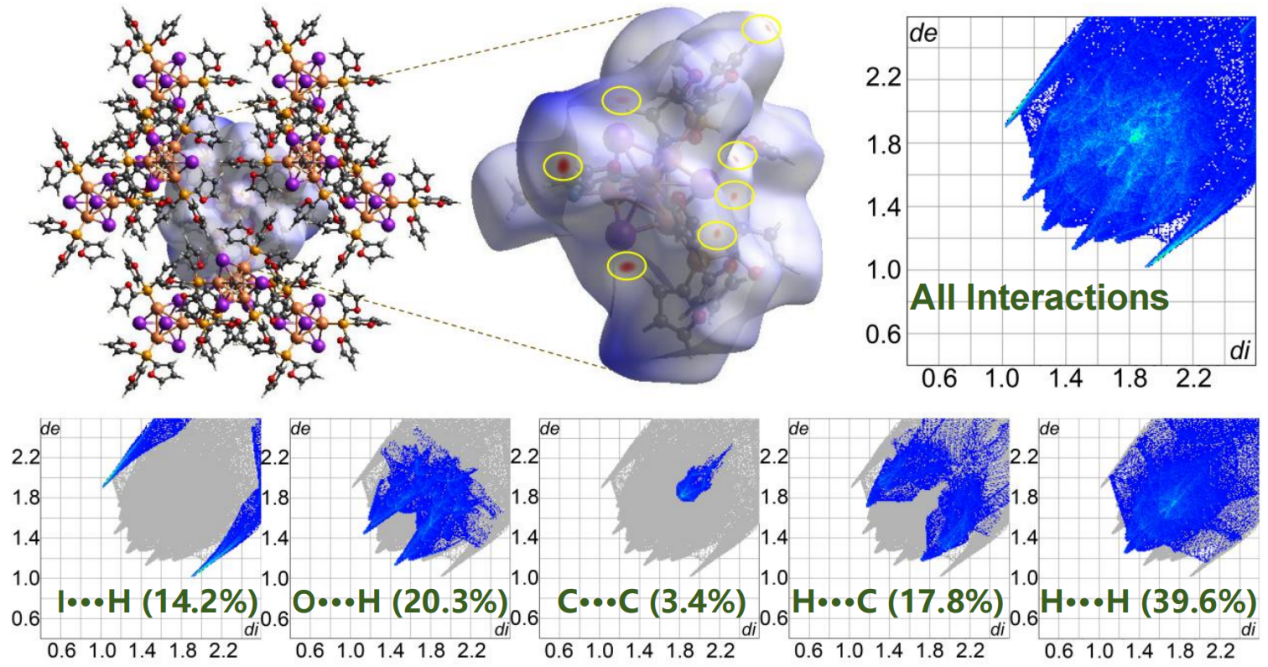 de
2.2
1.8
1.4
1.0
0.6
All Interactions
di
0.6 1.0 1.4 1.8 2.2
de
2.2
1.8
1.4
1.0
0.6
I•••H (14.2%)
di
0.6 1.0 1.4 1.8 2.2
de
2.2
1.8
1.4
1.0
0.6
O•••H (20.3%)
di
0.6 1.0 1.4 1.8 2.2
de
2.2
1.8
1.4
1.0
0.6
C•••C (3.4%)
di
0.6 1.0 1.4 1.8 2.2
de
2.2
1.8
1.4
1.0
0.6
H•••C (17.8%)
di
0.6 1.0 1.4 1.8 2.2
de
2.2
1.8
1.4
1.0
0.6
H•••H (39.6%)
di
0.6 1.0 1.4 1.8 2.2